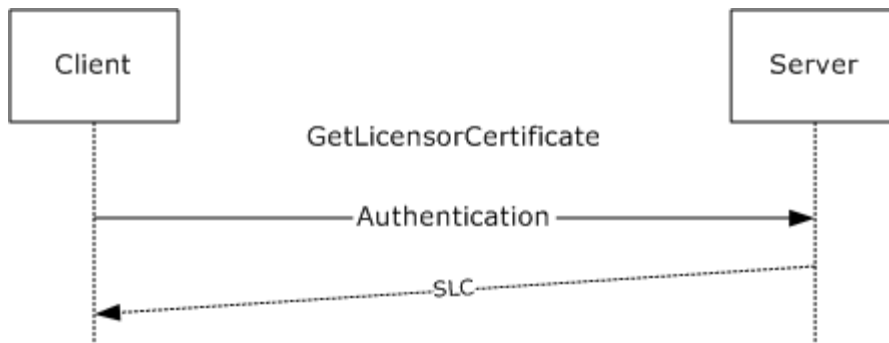 Client
Server
GetLicensorCertificate
Authentication
SLC